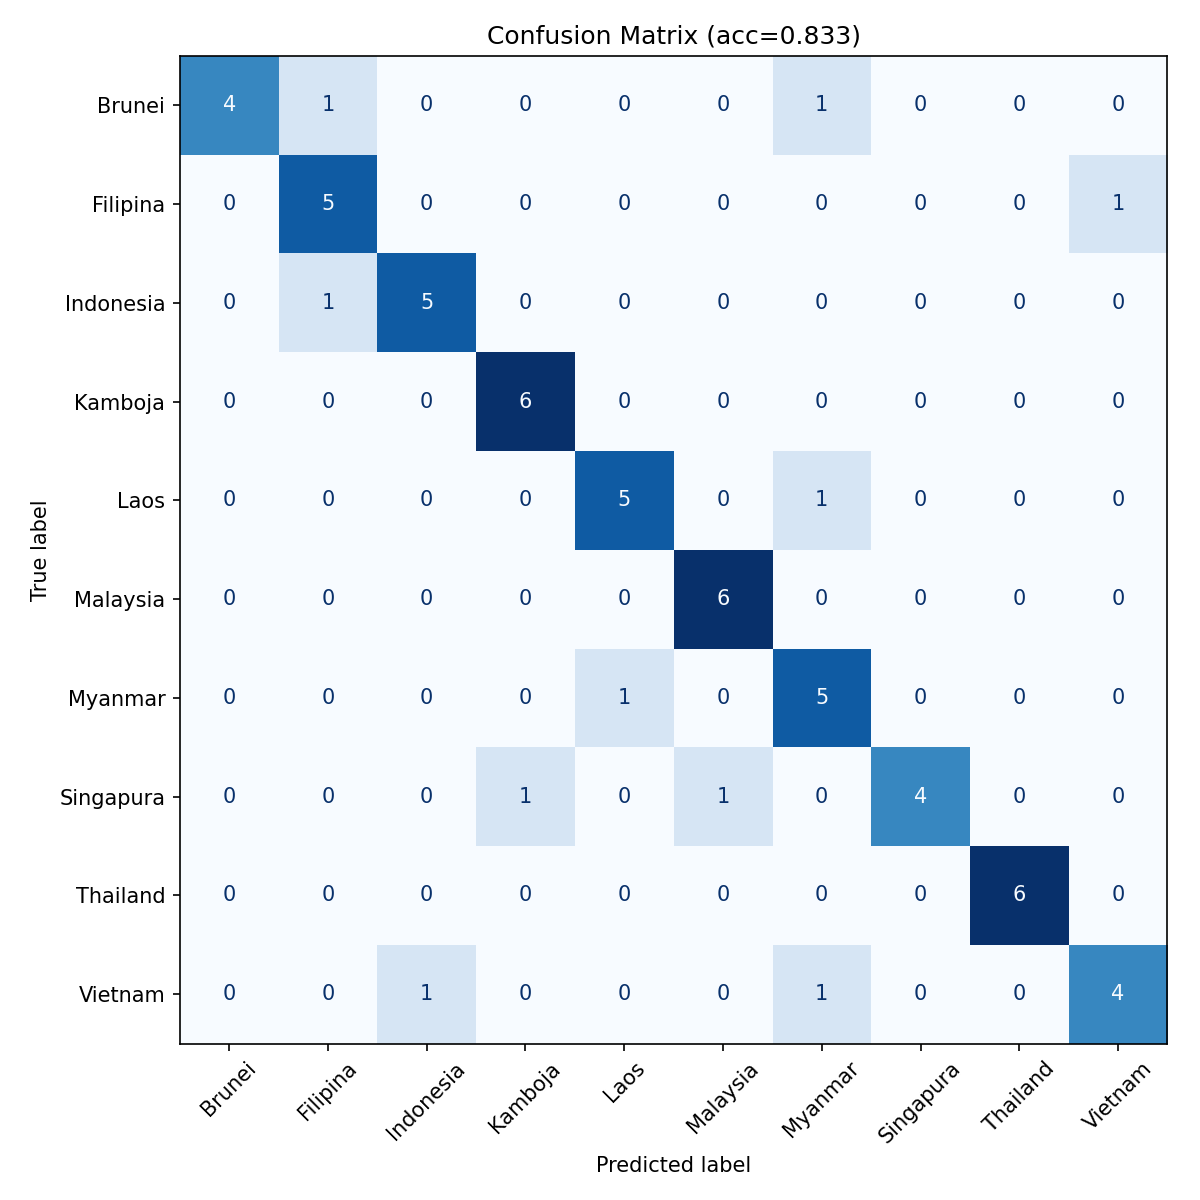 Confusion Matrix (acc=0.833)
True label
Brunei 4 1 0 0 0 0 1 0 0 0
Filipina 0 5 0 0 0 0 0 0 0 1
Indonesia 0 1 5 0 0 0 0 0 0 0
Kamboja 0 0 0 6 0 0 0 0 0 0
Laos 0 0 0 0 5 0 1 0 0 0
Malaysia 0 0 0 0 0 6 0 0 0 0
Myanmar 0 0 0 0 1 0 5 0 0 0
Singapura 0 0 0 1 0 1 0 4 0 0
Thailand 0 0 0 0 0 0 0 0 6 0
Vietnam 0 0 1 0 0 0 1 0 0 4
Brunei Filipina Indonesia Kamboja Laos Malaysia Myanmar Singapura Thailand Vietnam
Predicted label